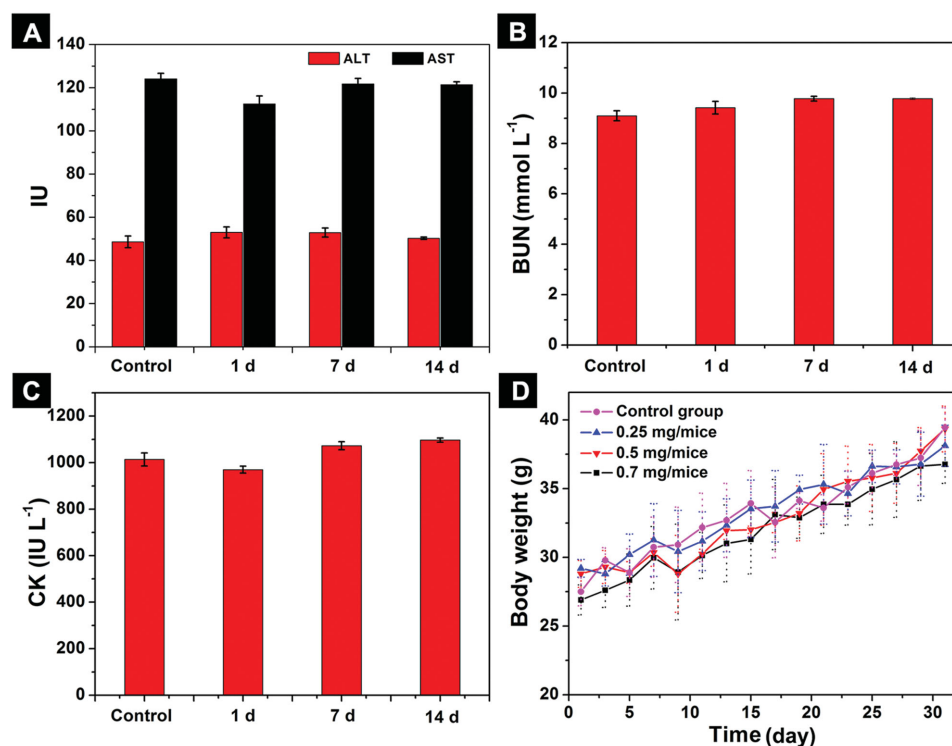 A
140
120
100
80
60
40
20
0
IU
ALT
AST
Control
1 d
7 d
14 d
B
12
10
8
6
4
2
0
BUN (mmol L⁻¹)
Control
1 d
7 d
14 d
C
1200
1000
800
600
400
200
0
CK (IU L⁻¹)
Control
1 d
7 d
14 d
D
40
35
30
25
20
Body weight (g)
Control group
0.25 mg/mice
0.5 mg/mice
0.7 mg/mice
0
5
10
15
20
25
30
Time (day)